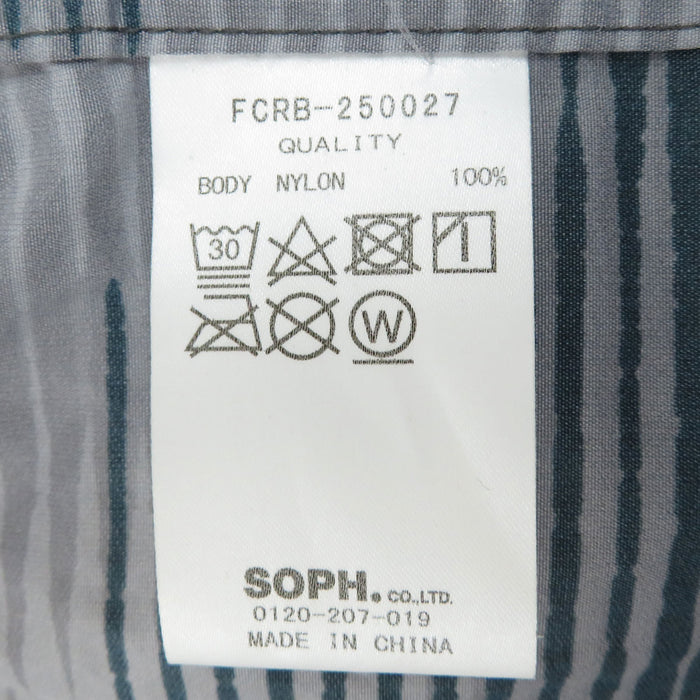 FCRB-250027
QUALITY
BODY NYLON 100%
30
W
SOPH. CO.,LTD.
0120-207-019
MADE IN CHINA